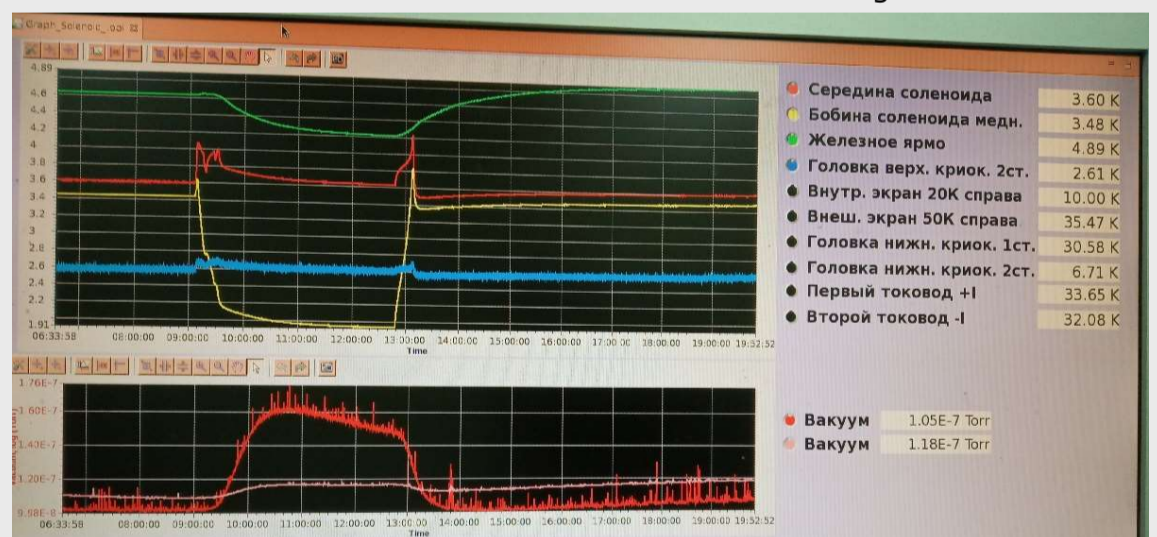 4.89
4.6
4.4
4.2
4
3.8
3.6
3.4
3.2
3
2.8
2.6
2.4
2.2
1.91
06:33:58 08:00:00 09:00:00 10:00:00 11:00:00 12:00:00 13:00:00 14:00:00 15:00:00 16:00:00 17:00:00 18:00:00 19:00:00 19:52:52
Time
Середина соленоида 3.60 K
Бобина соленоида медн. 3.48 K
Железное ярмо 4.89 K
Головка верх. криок. 2ст. 2.61 K
Внутр. экран 20К справа 10.00 K
Внеш. экран 50К справа 35.47 K
Головка нижн. криок. 1ст. 30.58 K
Головка нижн. криок. 2ст. 6.71 K
Первый токовод +I 33.65 K
Второй токовод -I 32.08 K
1.76E-7
1.60E-7
1.40E-7
1.20E-7
9.98E-8
06:33:58 08:00:00 09:00:00 10:00:00 11:00:00 12:00:00 13:00:00 14:00:00 15:00:00 16:00:00 17:00:00 18:00:00 19:00:00 19:52:52
Time
Вакуум 1.05E-7 Torr
Вакуум 1.18E-7 Torr